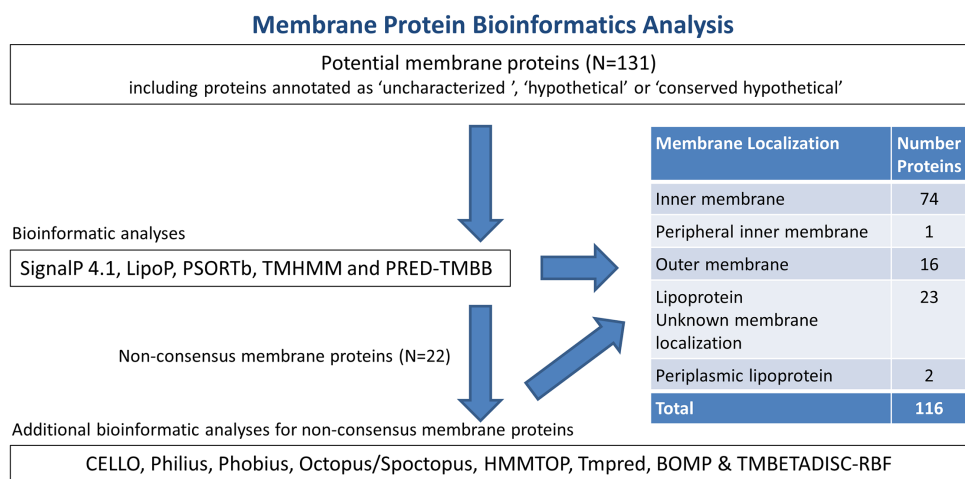 Membrane Protein Bioinformatics Analysis
Potential membrane proteins (N=131)
including proteins annotated as ‘uncharacterized ’, ‘hypothetical’ or ‘conserved hypothetical’
Bioinformatic analyses
SignalP 4.1, LipoP, PSORTb, TMHMM and PRED-TMBB
Non-consensus membrane proteins (N=22)
Membrane Localization Number
Proteins
Inner membrane 74
Peripheral inner membrane 1
Outer membrane 16
Lipoprotein 23
Unknown membrane
localization
Periplasmic lipoprotein 2
Total 116
Additional bioinformatic analyses for non-consensus membrane proteins
CELLO, Philius, Phobius, Octopus/Spoctopus, HMMTOP, Tmpred, BOMP & TMBETADISC-RBF